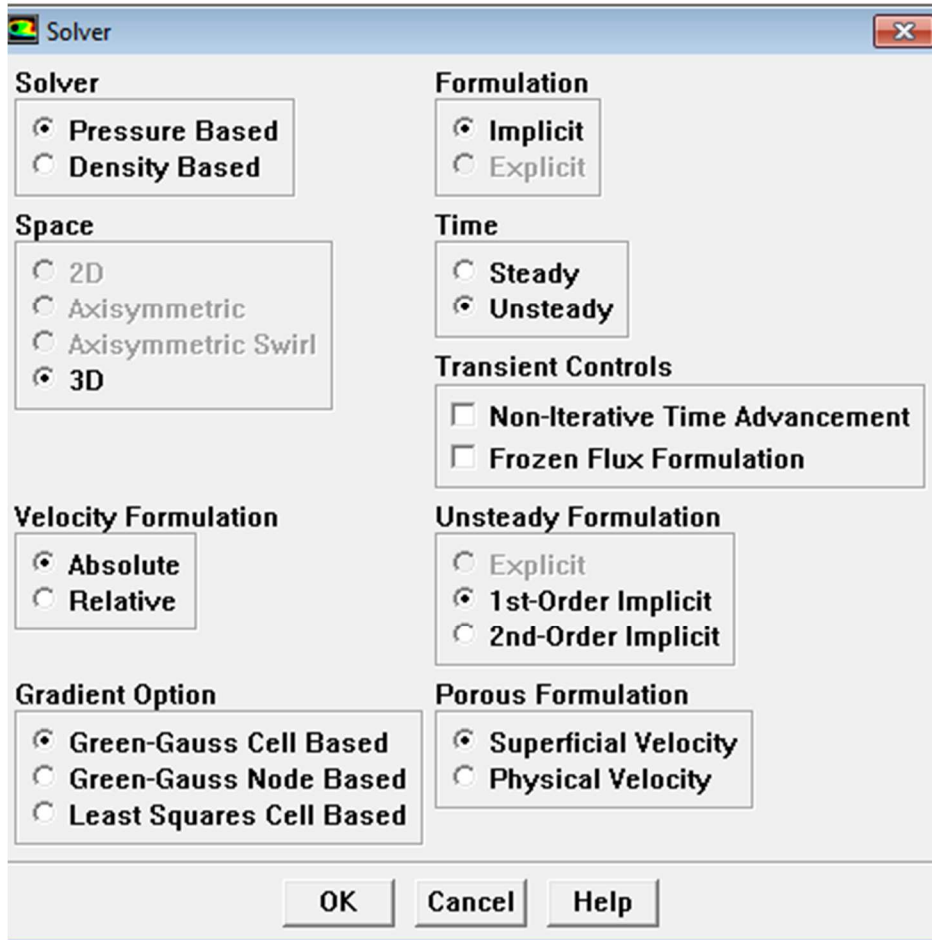 Solver
Solver
Pressure Based
Density Based
Formulation
Implicit
Explicit
Space
2D
Axisymmetric
Axisymmetric Swirl
3D
Time
Steady
Unsteady
Transient Controls
Non-Iterative Time Advancement
Frozen Flux Formulation
Velocity Formulation
Absolute
Relative
Unsteady Formulation
Explicit
1st-Order Implicit
2nd-Order Implicit
Gradient Option
Green-Gauss Cell Based
Green-Gauss Node Based
Least Squares Cell Based
Porous Formulation
Superficial Velocity
Physical Velocity
OK Cancel Help